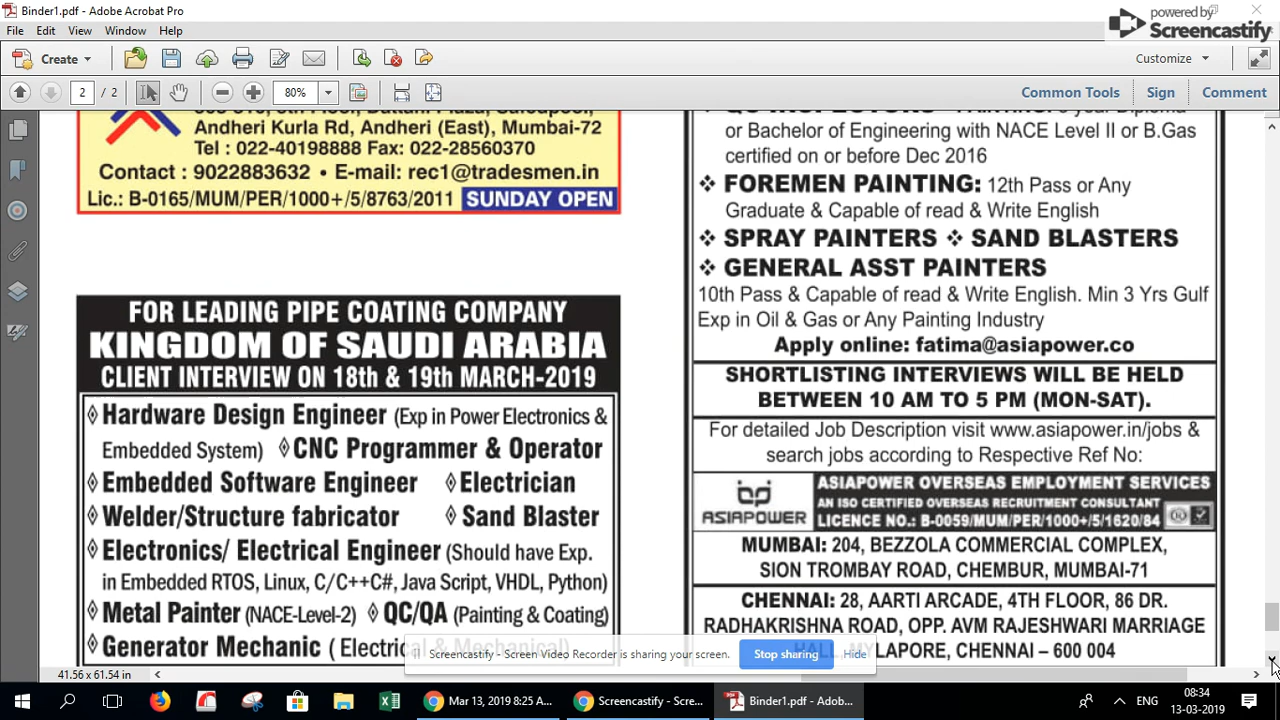 Binder1.pdf - Adobe Acrobat Pro
powered by
Screencastify
File Edit View Window Help
Create
Customize
2 / 2
80%
Common Tools Sign Comment
Andheri Kurla Rd, Andheri (East), Mumbai-72
Tel : 022-40198888 Fax: 022-28560370
Contact : 9022883632 • E-mail: rec1@tradesmen.in
Lic.: B-0165/MUM/PER/1000+/5/8763/2011 SUNDAY OPEN
FOR LEADING PIPE COATING COMPANY
KINGDOM OF SAUDI ARABIA
CLIENT INTERVIEW ON 18th & 19th MARCH-2019
Hardware Design Engineer (Exp in Power Electronics &
Embedded System) CNC Programmer & Operator
Embedded Software Engineer Electrician
Welder/Structure fabricator Sand Blaster
Electronics/ Electrical Engineer (Should have Exp.
in Embedded RTOS, Linux, C/C++C#, Java Script, VHDL, Python)
Metal Painter (NACE-Level-2) QC/QA (Painting & Coating)
Generator Mechanic ( Electrical & Mechanical)
or Bachelor of Engineering with NACE Level II or B.Gas
certified on or before Dec 2016
❖ FOREMEN PAINTING: 12th Pass or Any
Graduate & Capable of read & Write English
❖ SPRAY PAINTERS ❖ SAND BLASTERS
❖ GENERAL ASST PAINTERS
10th Pass & Capable of read & Write English. Min 3 Yrs Gulf
Exp in Oil & Gas or Any Painting Industry
Apply online: fatima@asiapower.co
SHORTLISTING INTERVIEWS WILL BE HELD
BETWEEN 10 AM TO 5 PM (MON-SAT).
For detailed Job Description visit www.asiapower.in/jobs &
search jobs according to Respective Ref No:
ASIAPOWER
ASIAPOWER OVERSEAS EMPLOYMENT SERVICES
AN ISO CERTIFIED OVERSEAS RECRUITMENT CONSULTANT
LICENCE NO.: B-0059/MUM/PER/1000+/5/1620/84
MUMBAI: 204, BEZZOLA COMMERCIAL COMPLEX,
SION TROMBAY ROAD, CHEMBUR, MUMBAI-71
CHENNAI: 28, AARTI ARCADE, 4TH FLOOR, 86 DR.
RADHAKRISHNA ROAD, OPP. AVM RAJESHWARI MARRIAGE
HALL, MYLAPORE, CHENNAI – 600 004
Screencastify - Screen Video Recorder is sharing your screen. Stop sharing Hide
41.56 x 61.54 in
Mar 13, 2019 8:25 A... Screencastify - Scre... Binder1.pdf - Adob...
ENG
08:34
13-03-2019